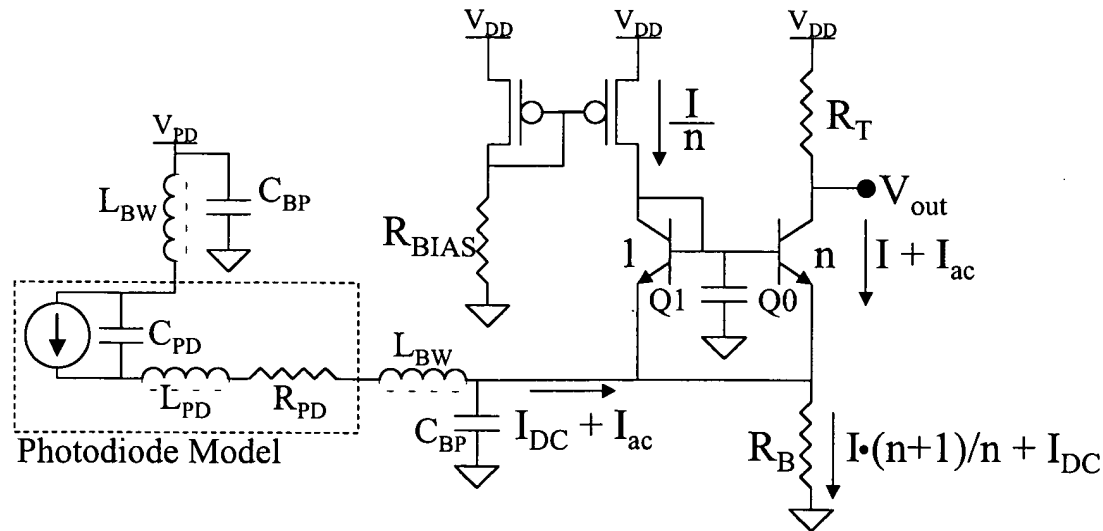 V_DD V_DD V_DD
I/n
R_T
V_PD
L_BW C_BP
V_out
R_BIAS
1 n
I + I_ac
Q1 Q0
C_PD
L_BW
L_PD R_PD
C_BP
I_DC + I_ac
R_B
I•(n+1)/n + I_DC
Photodiode Model